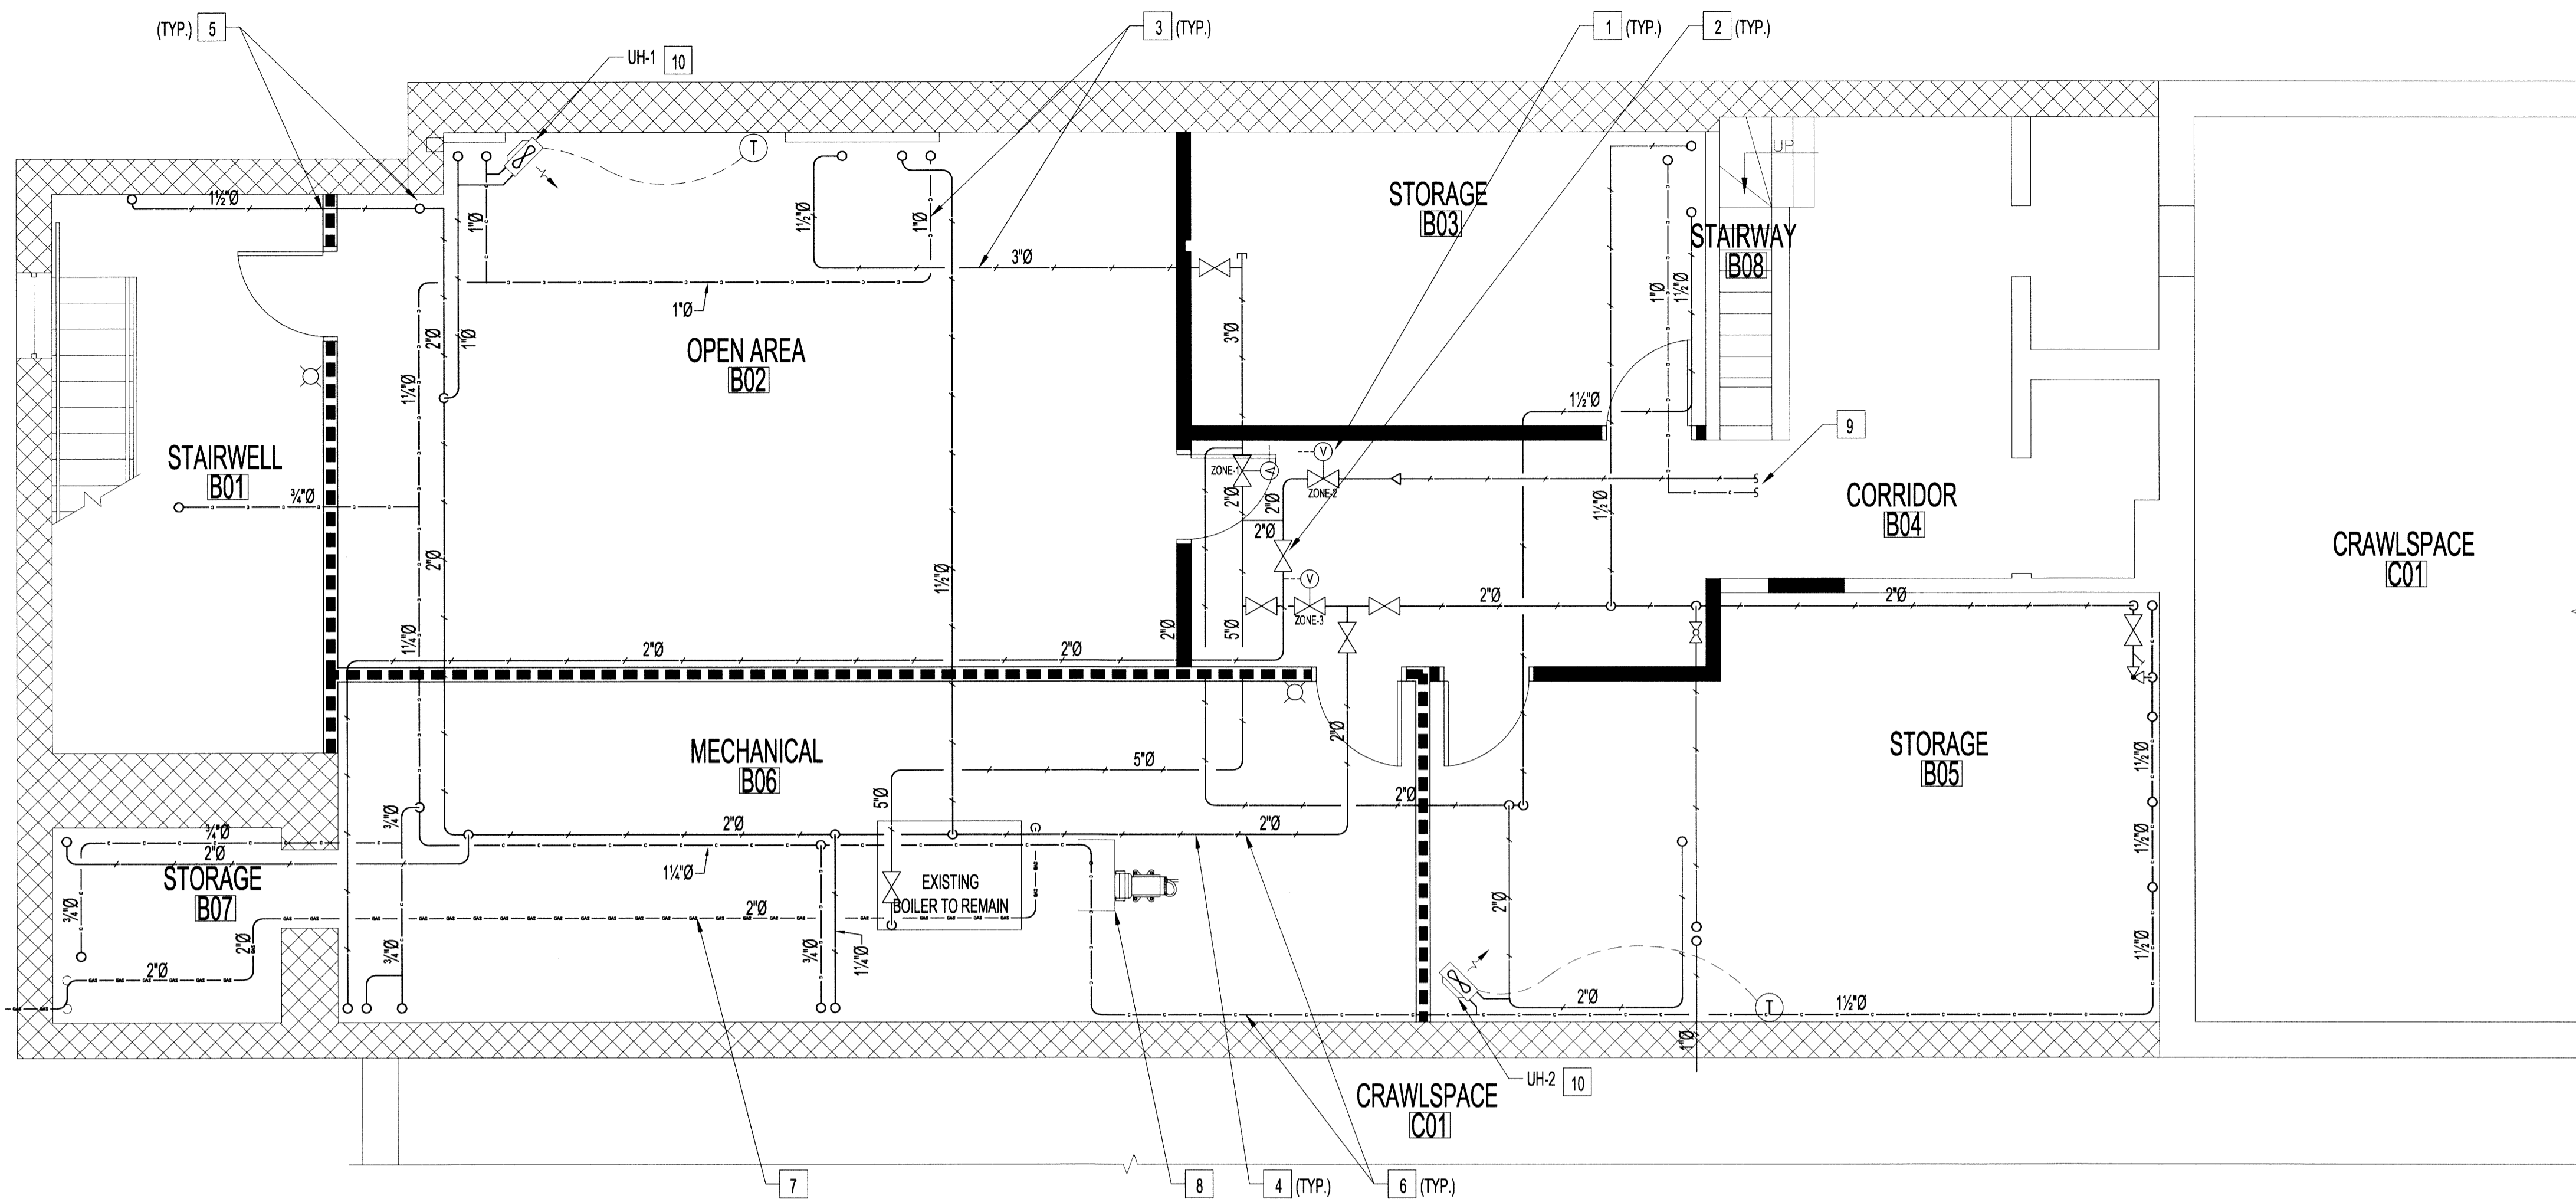 (TYP.) 5
3 (TYP.)
1 (TYP.)
2 (TYP.)
UH-1 10
T
UP
1½"Ø
1"Ø
1½"Ø
1"Ø
3"Ø
1"Ø
STORAGE
B03
STAIRWAY
B08
1"Ø
1½"Ø
3"Ø
2"Ø
1"Ø
1¼"Ø
OPEN AREA
B02
1½"Ø
9
STAIRWELL
B01
¾"Ø
V
ZONE-1
V
ZONE-2
2"Ø
2"Ø
2"Ø
1½"Ø
CORRIDOR
B04
CRAWLSPACE
C01
2"Ø
1½"Ø
V
ZONE-3
2"Ø
2"Ø
1¼"Ø
2"Ø
2"Ø
2"Ø
5"Ø
2"Ø
MECHANICAL
B06
5"Ø
5"Ø
2"Ø
STORAGE
B05
1½"Ø
1½"Ø
1½"Ø
¾"Ø
¾"Ø
2"Ø
2"Ø
2"Ø
STORAGE
B07
1¼"Ø
EXISTING
BOILER TO REMAIN
¾"Ø
2"Ø
2"Ø
2"Ø
¾"Ø
¾"Ø
1¼"Ø
2"Ø
2"Ø
T
1½"Ø
1"Ø
UH-2 10
CRAWLSPACE
C01
7
8
4 (TYP.)
6 (TYP.)